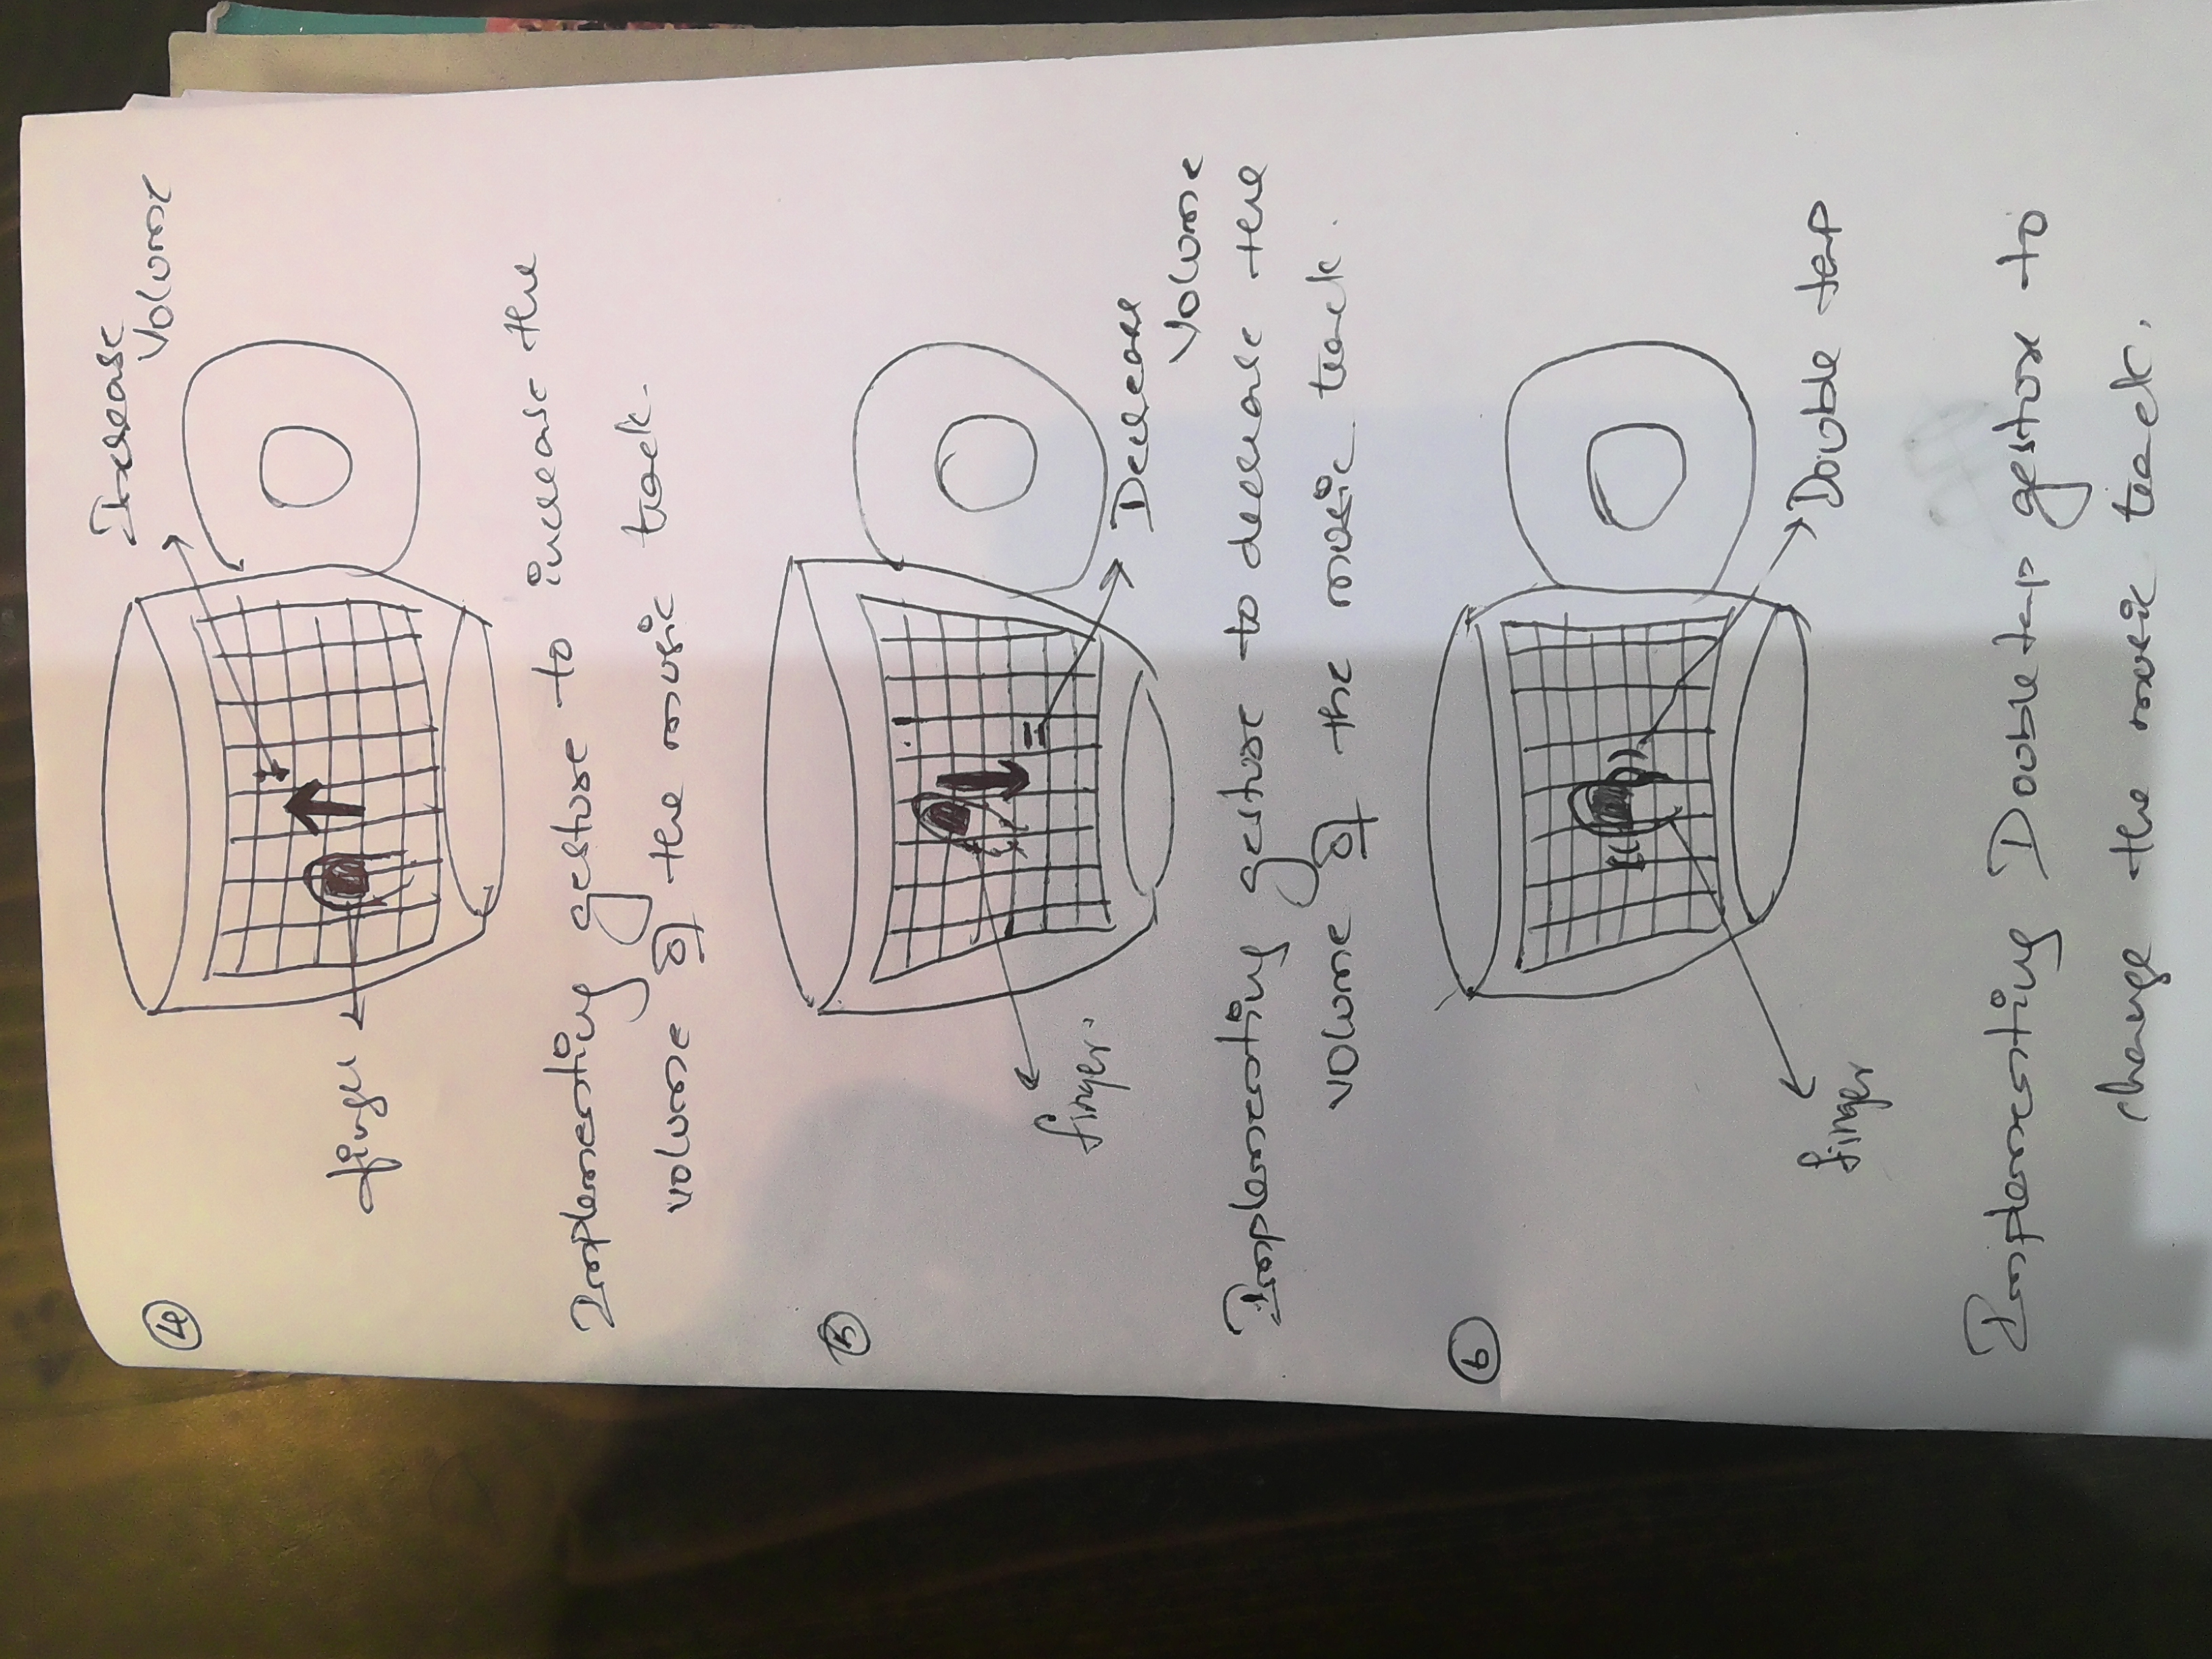 4
Increase
Volume
finger
Implementing gesture to increase the
volume of the music track.
5
finger.
Decrease
Volume
Implementing gesture to decrease the
volume of the music track.
6
finger
Double tap
Implementing Double tap gesture to
change the music track.